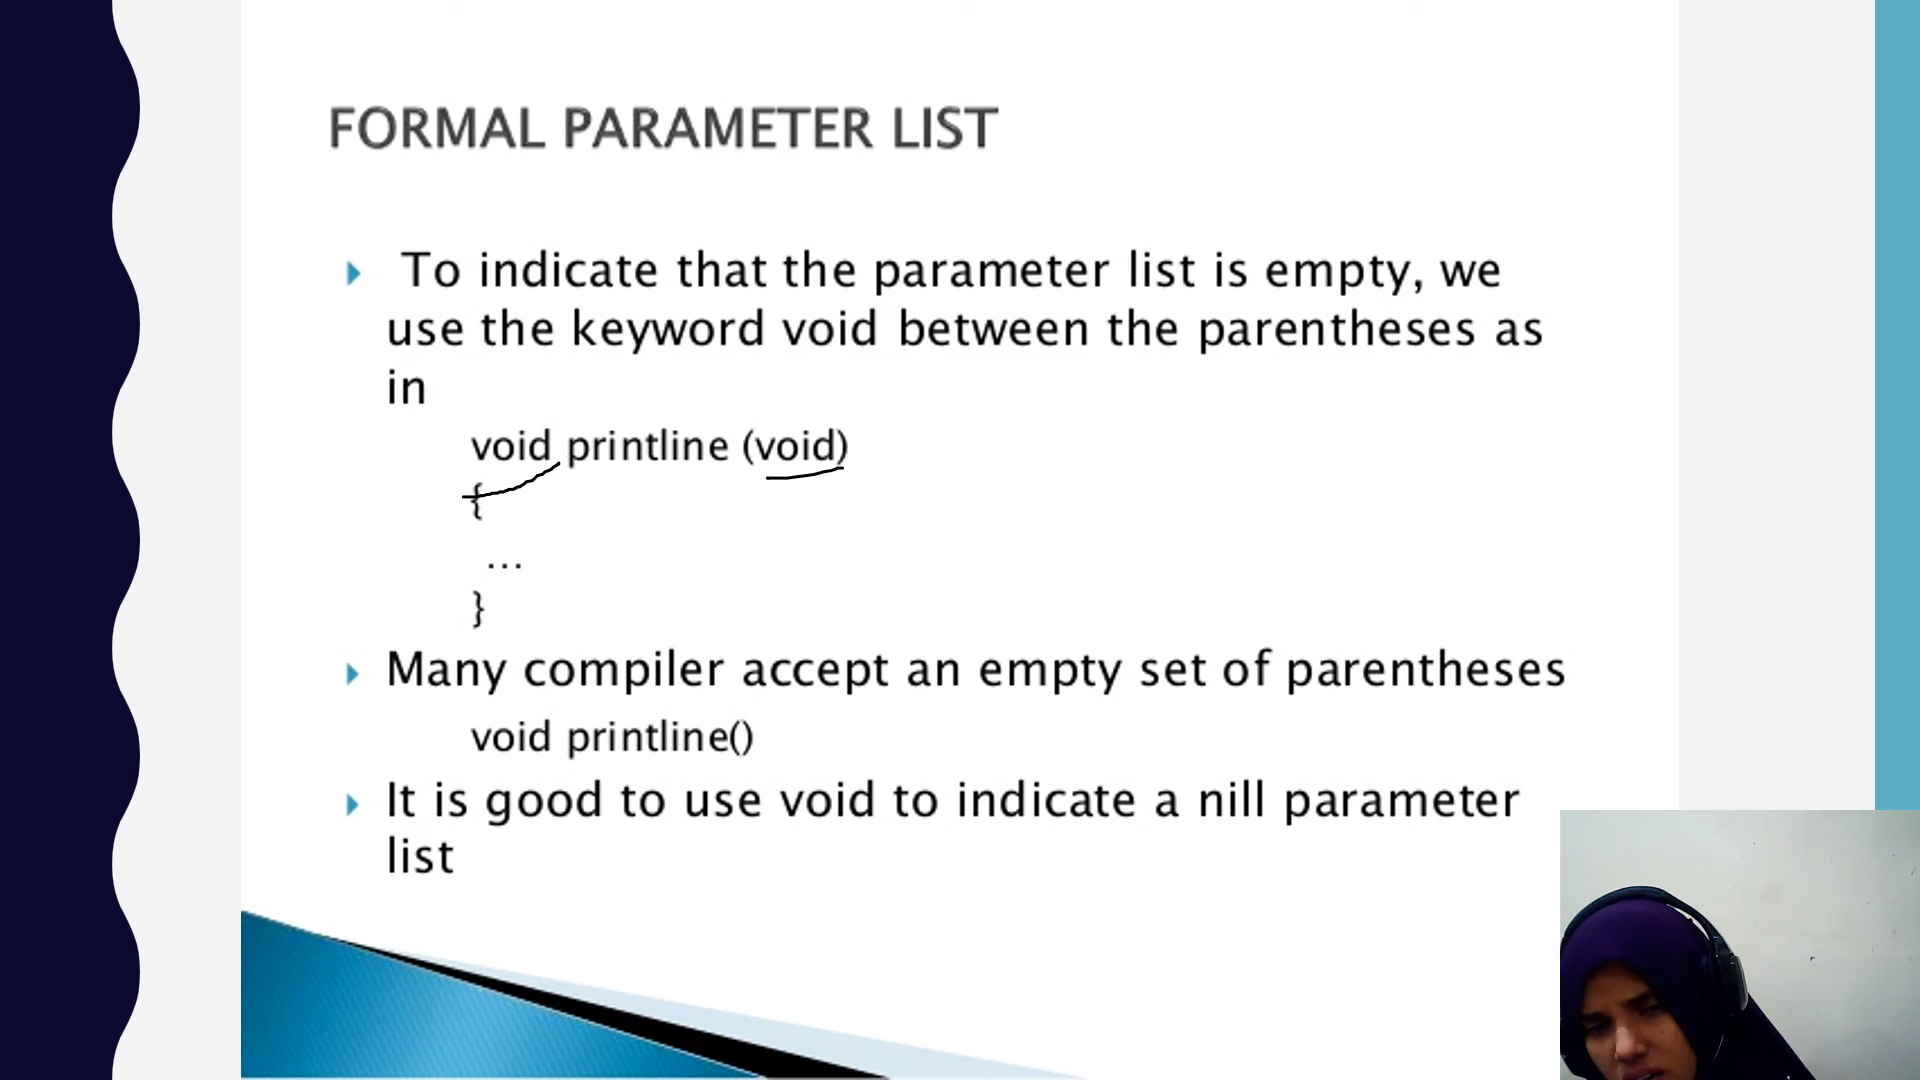 FORMAL PARAMETER LIST
To indicate that the parameter list is empty, we
use the keyword void between the parentheses as
in
void printline (void)
{
...
}
Many compiler accept an empty set of parentheses
void printline()
It is good to use void to indicate a nill parameter
list